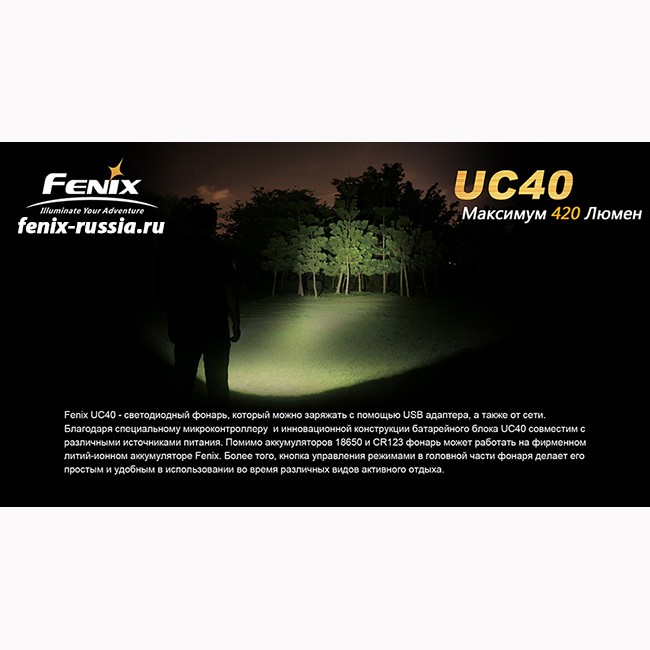 FENIX
Illuminate Your Adventure
fenix-russia.ru
UC40
Максимум 420 Люмен
Fenix UC40 - светодиодный фонарь, который можно заряжать с помощью USB адаптера, а также от сети.
Благодаря специальному микроконтроллеру и инновационной конструкции батарейного блока UC40 совместим с
различными источниками питания. Помимо аккумуляторов 18650 и CR123 фонарь может работать на фирменном
литий-ионном аккумуляторе Fenix. Более того, кнопка управления режимами в головной части фонаря делает его
простым и удобным в использовании во время различных видов активного отдыха.